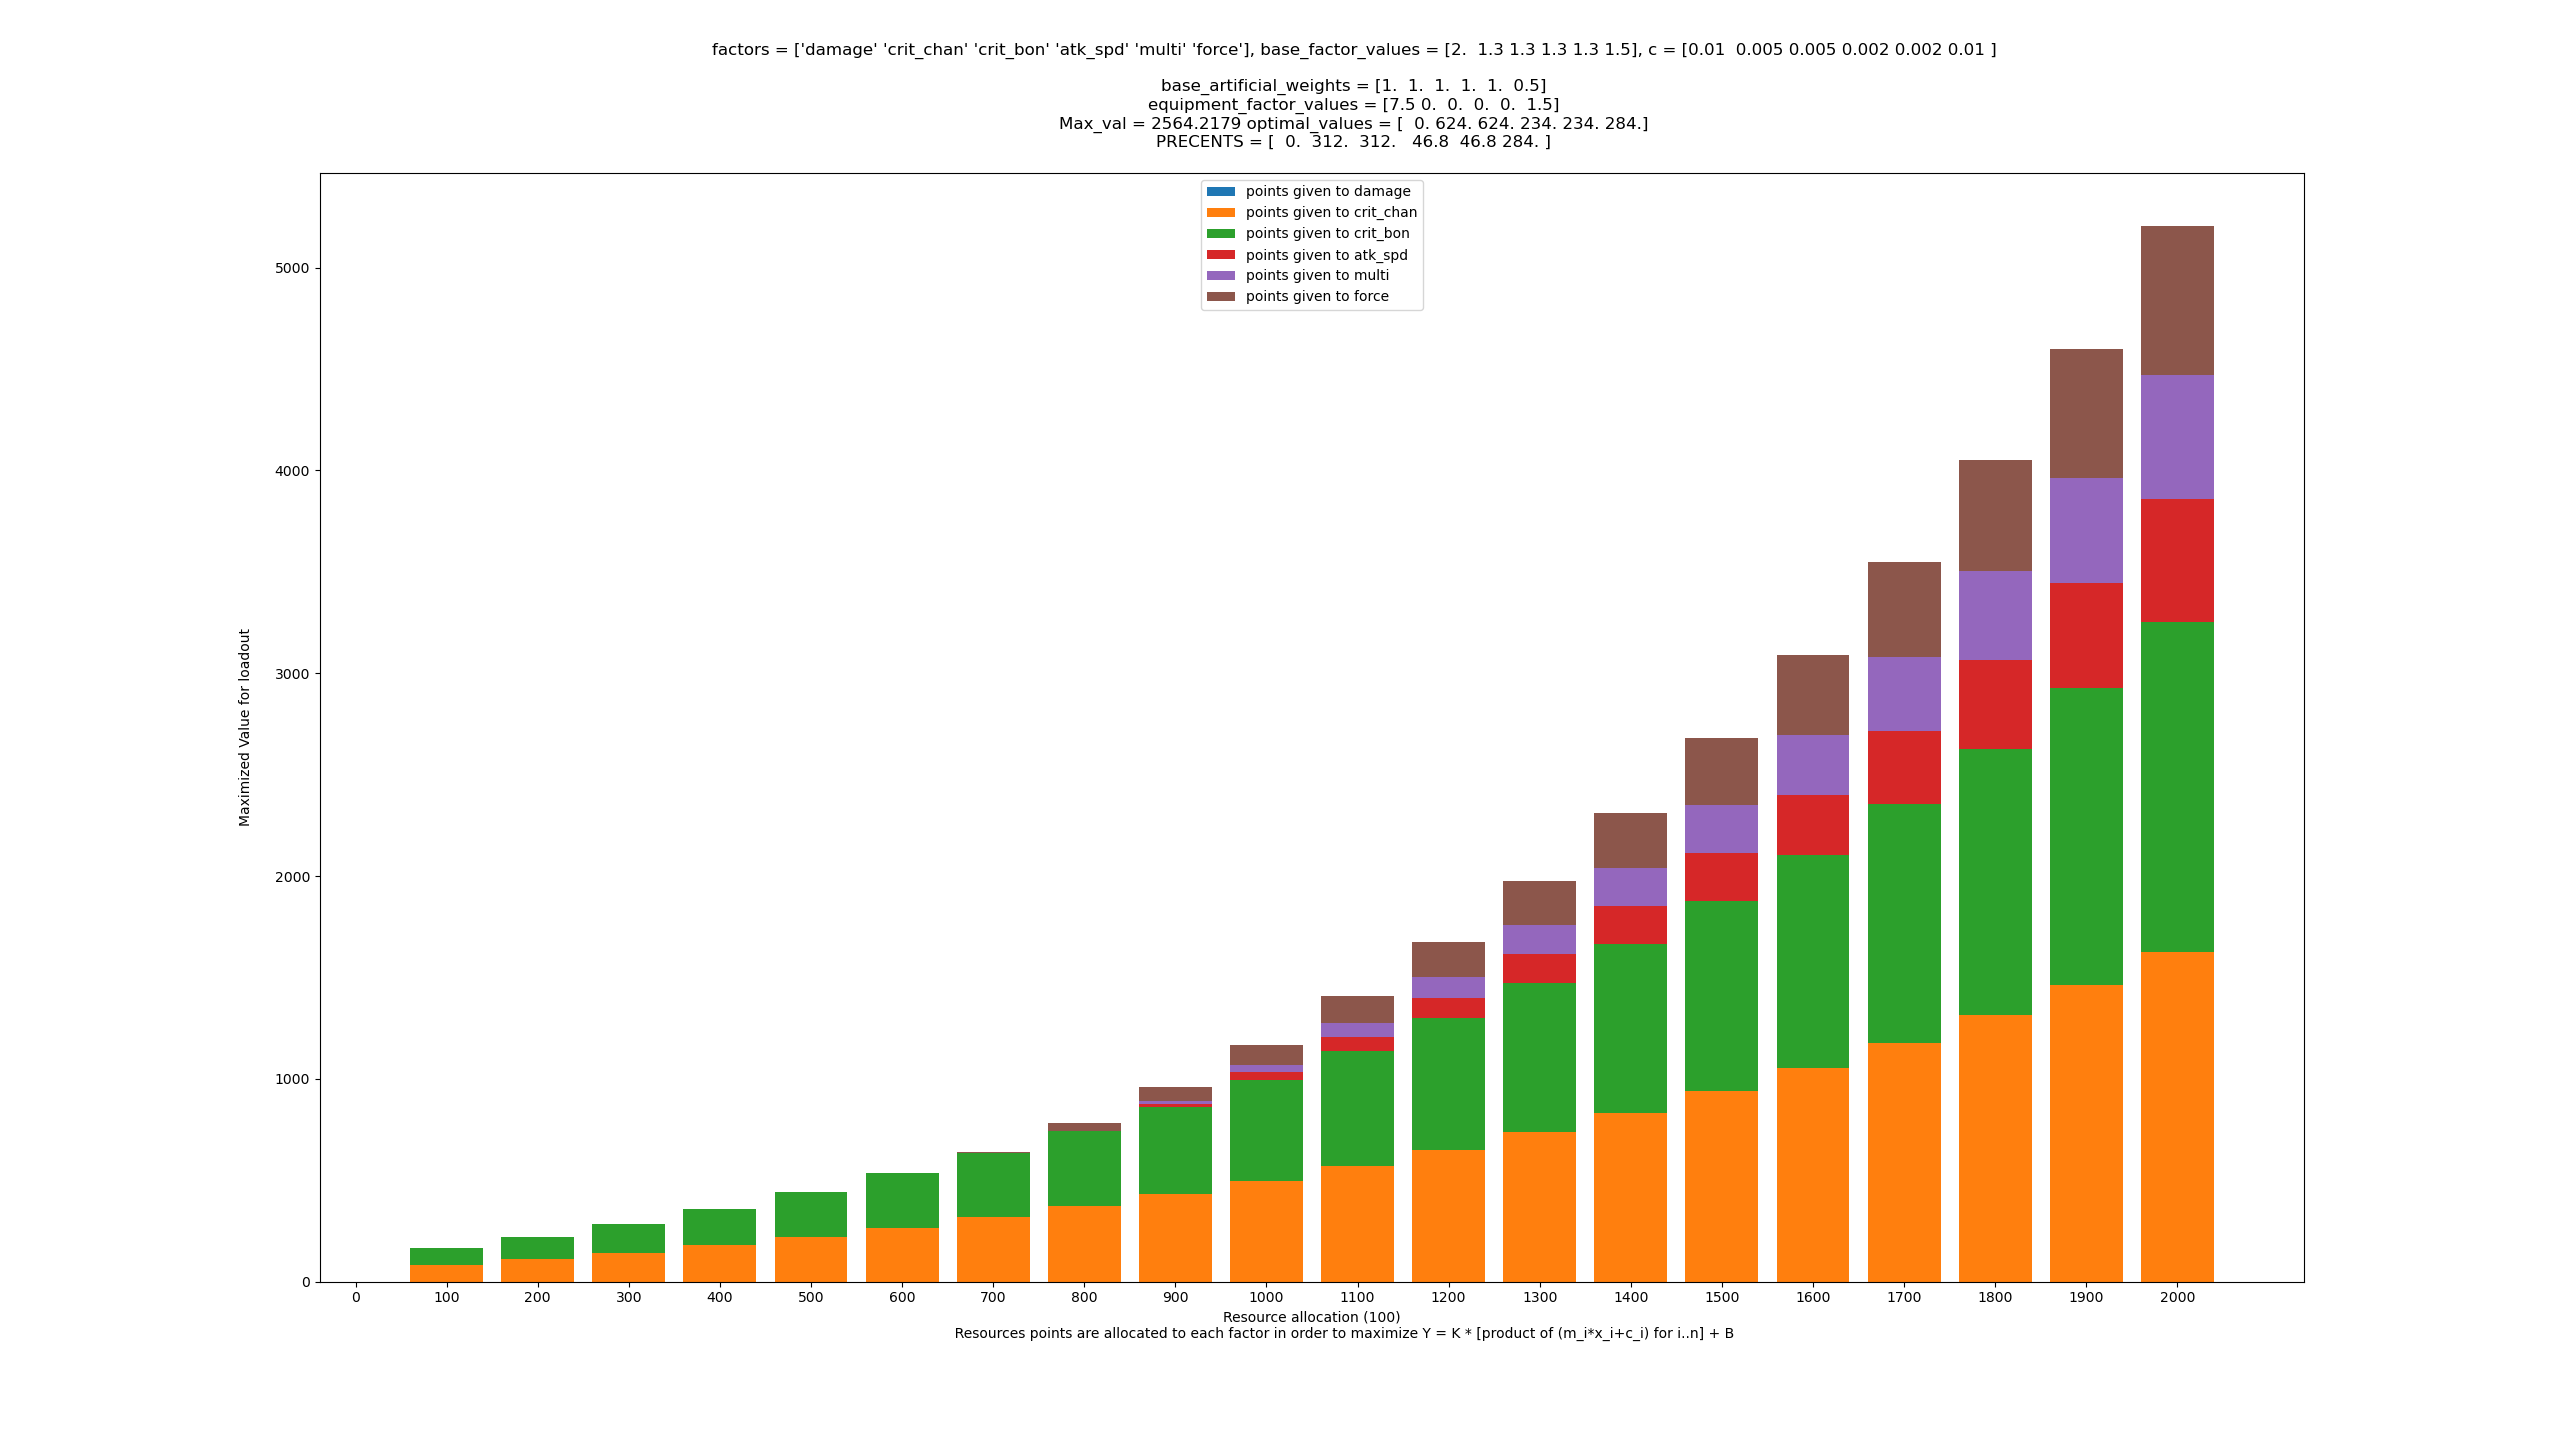 factors = ['damage' 'crit_chan' 'crit_bon' 'atk_spd' 'multi' 'force'], base_factor_values = [2.  1.3 1.3 1.3 1.3 1.5], c = [0.01  0.005 0.005 0.002 0.002 0.01 ]
base_artificial_weights = [1.  1.  1.  1.  1.  0.5]
equipment_factor_values = [7.5 0.  0.  0.  0.  1.5]
Max_val = 2564.2179 optimal_values = [  0. 624. 624. 234. 234. 284.]
PRECENTS = [  0.  312.  312.   46.8  46.8 284. ]
points given to damage
points given to crit_chan
points given to crit_bon
points given to atk_spd
points given to multi
points given to force
5000
4000
3000
2000
1000
0
Maximized Value for loadout
0 100 200 300 400 500 600 700 800 900 1000 1100 1200 1300 1400 1500 1600 1700 1800 1900 2000
Resource allocation (100)
Resources points are allocated to each factor in order to maximize Y = K * [product of (m_i*x_i+c_i) for i..n] + B